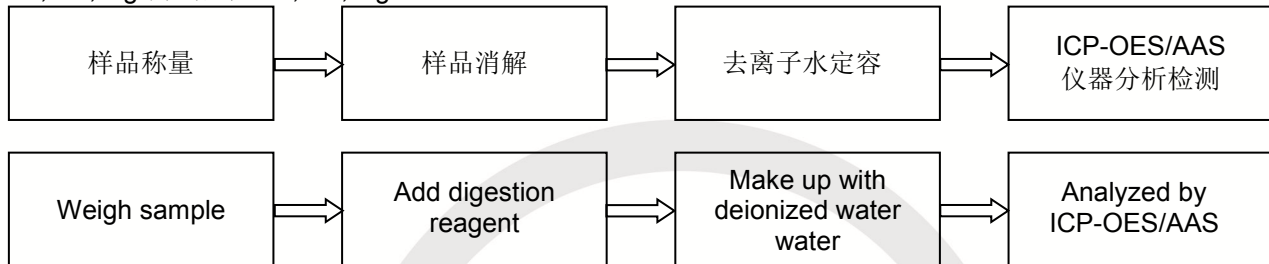 样品称量
样品消解
去离子水定容
ICP-OES/AAS
仪器分析检测
Weigh sample
Add digestion
reagent
Make up with
deionized water
water
Analyzed by
ICP-OES/AAS